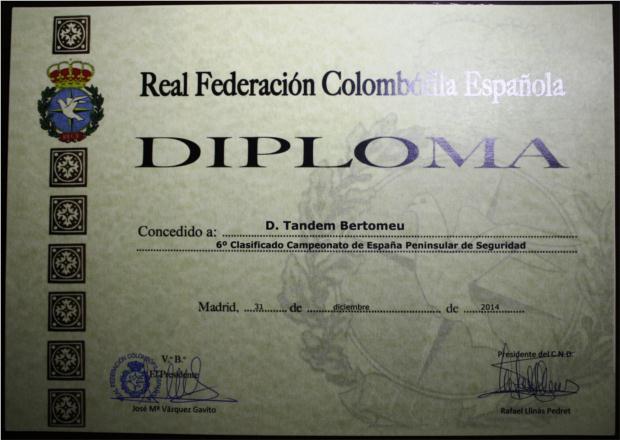 Real Federación Colombófila Española
DIPLOMA
Concedido a: D. Tandem Bertomeu
6º Clasificado Campeonato de España Peninsular de Seguridad
Madrid, 31 de diciembre de 2014
Vº Bº
El Presidente
José Mª Vázquez Gavito
Presidente del C.N.D.
Rafael Llinás Pedret